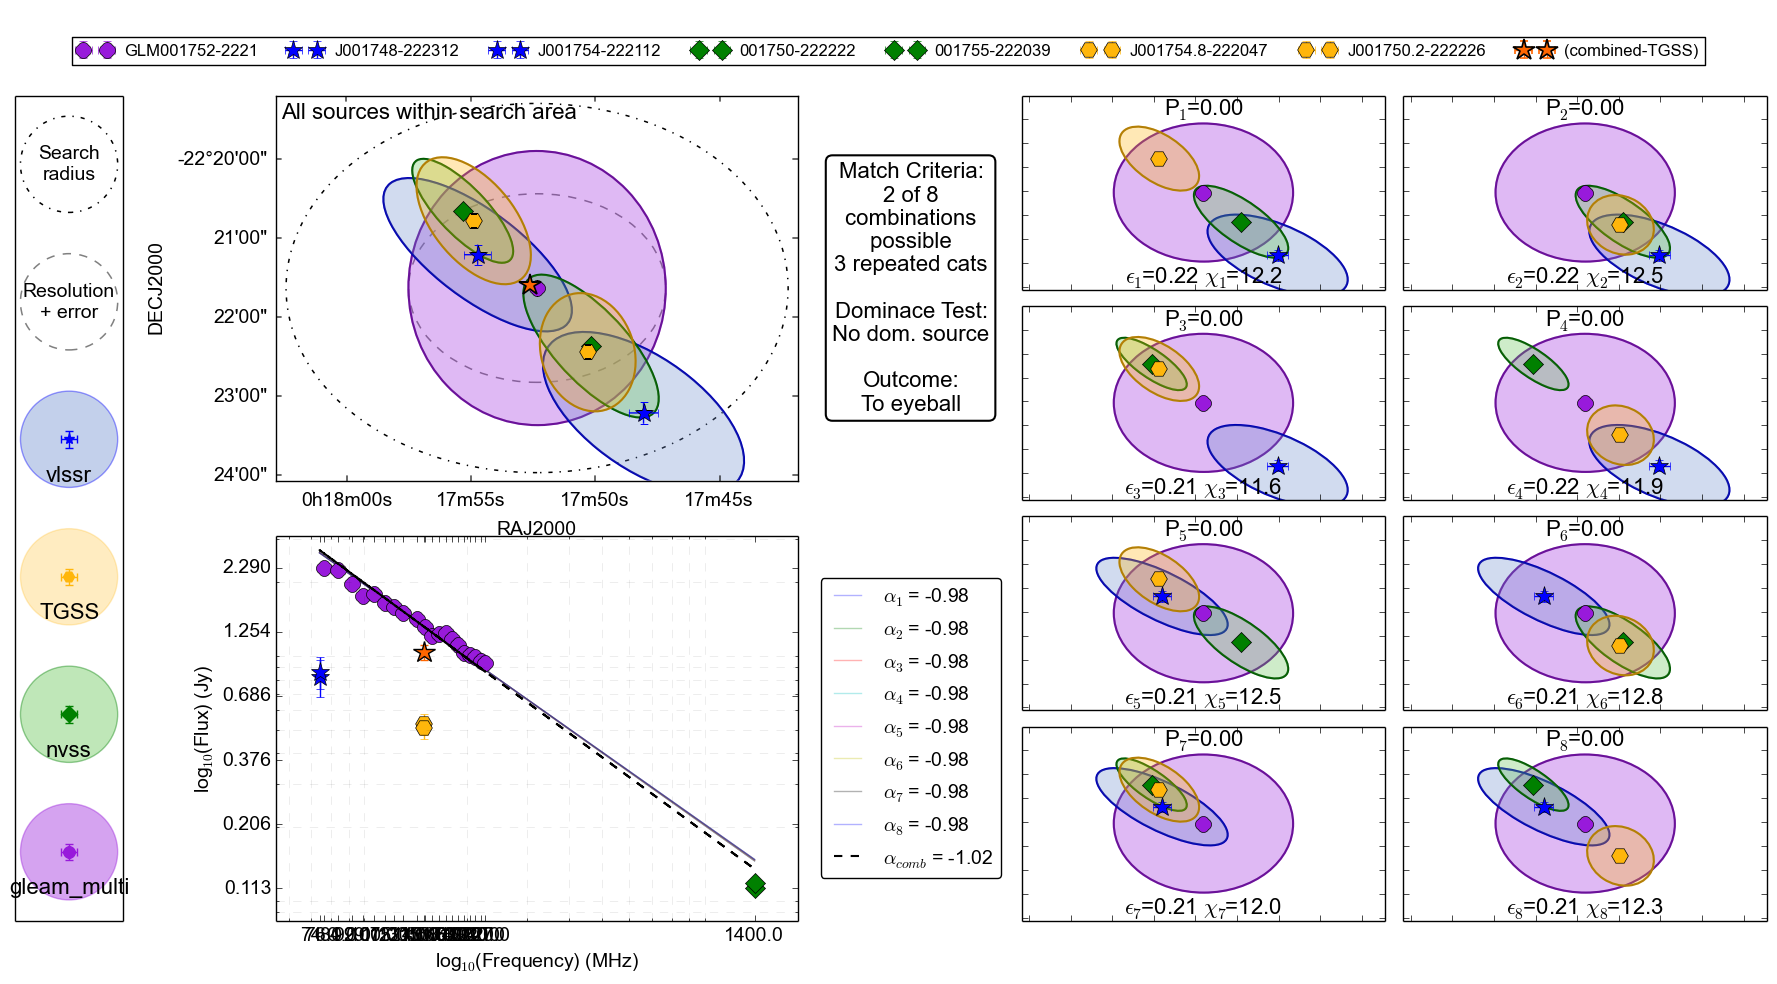 GLM001752-2221 J001748-222312 J001754-222112 001750-222222 001755-222039 J001754.8-222047 J001750.2-222226 (combined-TGSS)
Search
radius
Resolution
+ error
vlssr
TGSS
nvss
gleam_multi
All sources within search area
DECJ2000
-22°20'00"
21'00"
22'00"
23'00"
24'00"
0h18m00s 17m55s 17m50s 17m45s
RAJ2000
log10(Flux) (Jy)
2.290
1.254
0.686
0.376
0.206
0.113
1400.0
log10(Frequency) (MHz)
Match Criteria:
2 of 8
combinations
possible
3 repeated cats
Dominace Test:
No dom. source
Outcome:
To eyeball
α1 = -0.98
α2 = -0.98
α3 = -0.98
α4 = -0.98
α5 = -0.98
α6 = -0.98
α7 = -0.98
α8 = -0.98
αcomb = -1.02
P1=0.00
ϵ1=0.22 χ1=12.2
P2=0.00
ϵ2=0.22 χ2=12.5
P3=0.00
ϵ3=0.21 χ3=11.6
P4=0.00
ϵ4=0.22 χ4=11.9
P5=0.00
ϵ5=0.21 χ5=12.5
P6=0.00
ϵ6=0.21 χ6=12.8
P7=0.00
ϵ7=0.21 χ7=12.0
P8=0.00
ϵ8=0.21 χ8=12.3